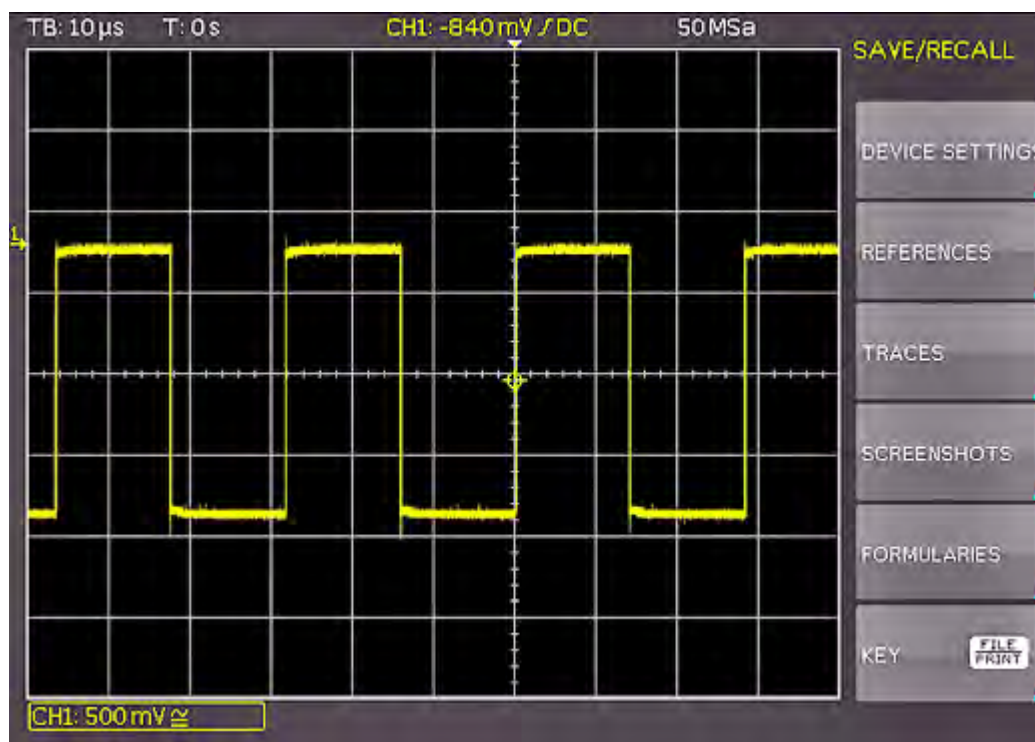 TB: 10 µs T: 0 s CH1: -840 mV / DC 50 MSa
SAVE/RECALL
DEVICE SETTINGS
1
REFERENCES
TRACES
SCREENSHOTS
FORMULARIES
KEY FILE PRINT
CH1: 500 mV ≅